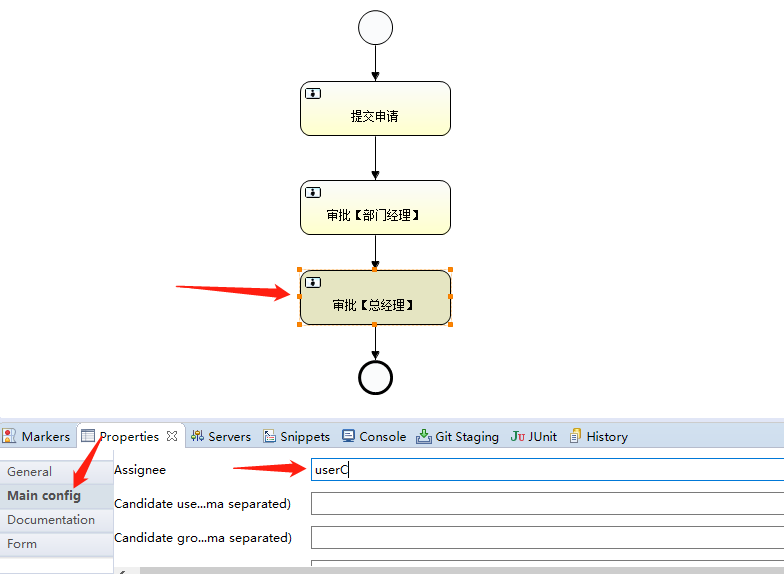 提交申请
审批【部门经理】
审批【总经理】
Markers Properties Servers Snippets Console Git Staging JUnit History
General
Assignee userC
Main config
Candidate use...ma separated)
Documentation
Candidate gro...ma separated)
Form